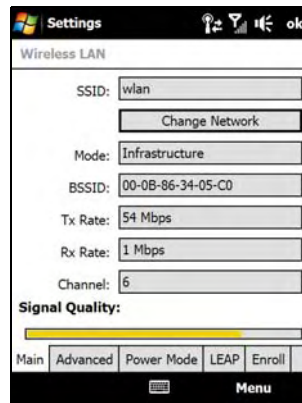 Settings ok
Wireless LAN
SSID: wlan
Change Network
Mode: Infrastructure
BSSID: 00-0B-86-34-05-C0
Tx Rate: 54 Mbps
Rx Rate: 1 Mbps
Channel: 6
Signal Quality:
Main Advanced Power Mode LEAP Enroll
Menu